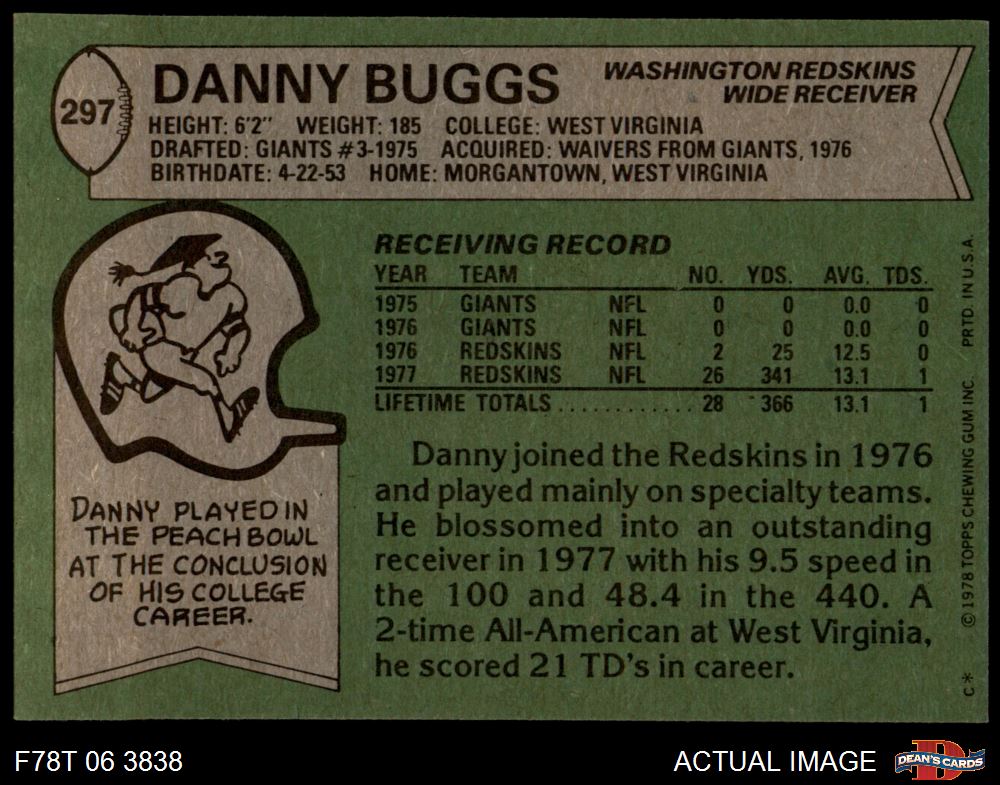 297
DANNY BUGGS
WASHINGTON REDSKINS
WIDE RECEIVER
HEIGHT: 6'2" WEIGHT: 185 COLLEGE: WEST VIRGINIA
DRAFTED: GIANTS #3-1975 ACQUIRED: WAIVERS FROM GIANTS, 1976
BIRTHDATE: 4-22-53 HOME: MORGANTOWN, WEST VIRGINIA
RECEIVING RECORD
YEAR TEAM NO. YDS. AVG. TDS.
1975 GIANTS NFL 0 0 0.0 0
1976 GIANTS NFL 0 0 0.0 0
1976 REDSKINS NFL 2 25 12.5 0
1977 REDSKINS NFL 26 341 13.1 1
LIFETIME TOTALS ............ 28 366 13.1 1
Danny joined the Redskins in 1976
and played mainly on specialty teams.
He blossomed into an outstanding
receiver in 1977 with his 9.5 speed in
the 100 and 48.4 in the 440. A
2-time All-American at West Virginia,
he scored 21 TD's in career.
DANNY PLAYED IN
THE PEACH BOWL
AT THE CONCLUSION
OF HIS COLLEGE
CAREER.
C* © 1978 TOPPS CHEWING GUM INC. PRTD. IN U.S.A.
F78T 06 3838
ACTUAL IMAGE
DEAN'S CARDS